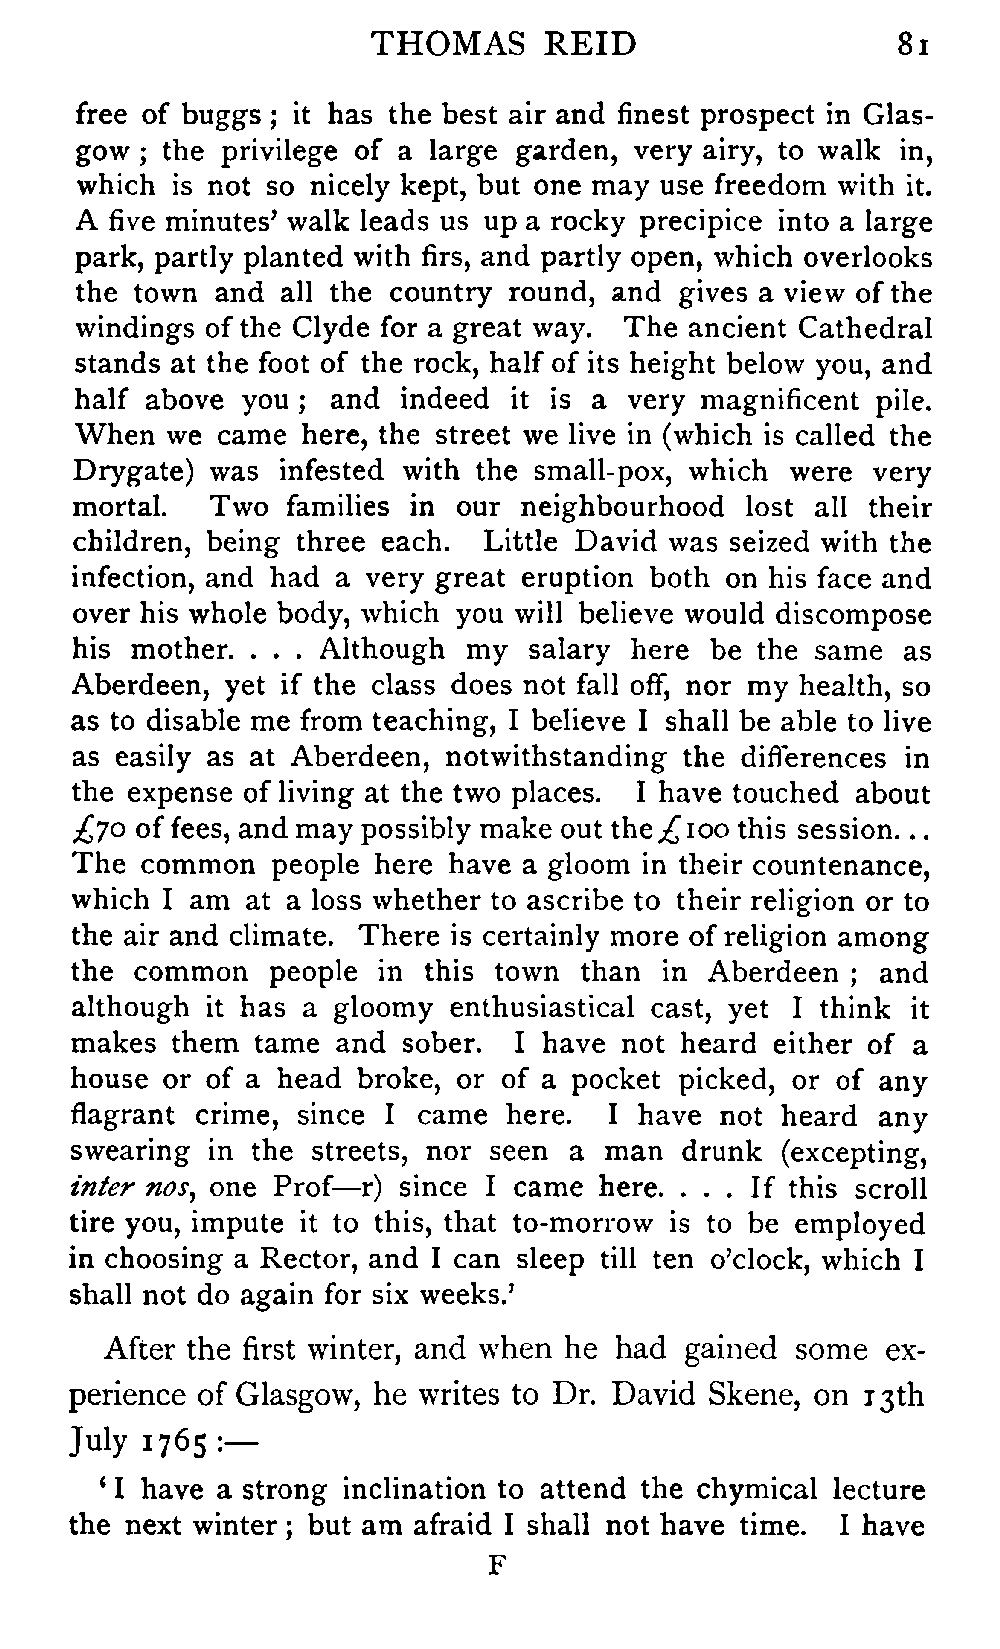 THOMAS REID 81
free of buggs ; it has the best air and finest prospect in Glas-
gow ; the privilege of a large garden, very airy, to walk in,
which is not so nicely kept, but one may use freedom with it.
A five minutes’ walk leads us up a rocky precipice into a large
park, partly planted with firs, and partly open, which overlooks
the town and all the country round, and gives a view of the
windings of the Clyde for a great way. The ancient Cathedral
stands at the foot of the rock, half of its height below you, and
half above you ; and indeed it is a very magnificent pile.
When we came here, the street we live in (which is called the
Drygate) was infested with the small-pox, which were very
mortal. Two families in our neighbourhood lost all their
children, being three each. Little David was seized with the
infection, and had a very great eruption both on his face and
over his whole body, which you will believe would discompose
his mother. . . . Although my salary here be the same as
Aberdeen, yet if the class does not fall off, nor my health, so
as to disable me from teaching, I believe I shall be able to live
as easily as at Aberdeen, notwithstanding the differences in
the expense of living at the two places. I have touched about
£70 of fees, and may possibly make out the £100 this session. . .
The common people here have a gloom in their countenance,
which I am at a loss whether to ascribe to their religion or to
the air and climate. There is certainly more of religion among
the common people in this town than in Aberdeen ; and
although it has a gloomy enthusiastical cast, yet I think it
makes them tame and sober. I have not heard either of a
house or of a head broke, or of a pocket picked, or of any
flagrant crime, since I came here. I have not heard any
swearing in the streets, nor seen a man drunk (excepting,
inter nos, one Prof—r) since I came here. . . . If this scroll
tire you, impute it to this, that to-morrow is to be employed
in choosing a Rector, and I can sleep till ten o’clock, which I
shall not do again for six weeks.’
After the first winter, and when he had gained some ex-
perience of Glasgow, he writes to Dr. David Skene, on 13th
July 1765 :—
‘ I have a strong inclination to attend the chymical lecture
the next winter ; but am afraid I shall not have time. I have
F